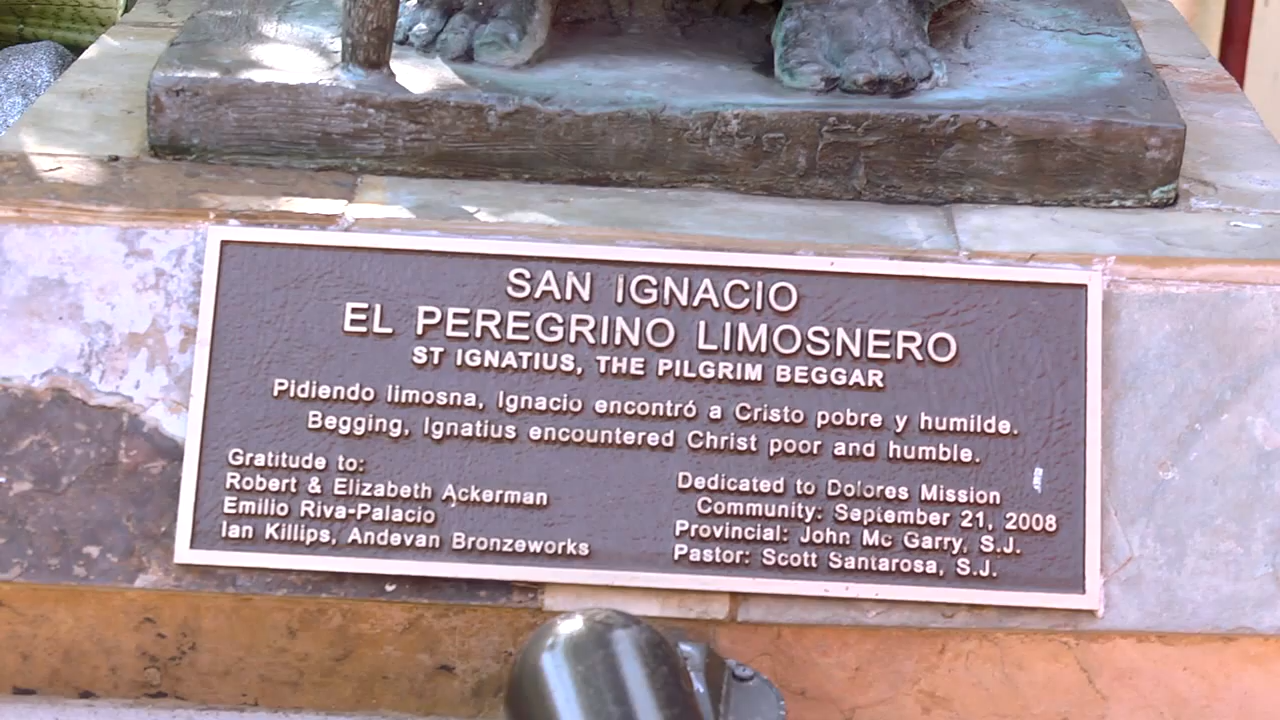 SAN IGNACIO
EL PEREGRINO LIMOSNERO
ST IGNATIUS, THE PILGRIM BEGGAR
Pidiendo limosna, Ignacio encontró a Cristo pobre y humilde.
Begging, Ignatius encountered Christ poor and humble.
Gratitude to:
Robert & Elizabeth Ackerman
Emilio Riva-Palacio
Ian Killips, Andevan Bronzeworks
Dedicated to Dolores Mission
Community: September 21, 2008
Provincial: John Mc Garry, S.J.
Pastor: Scott Santarosa, S.J.